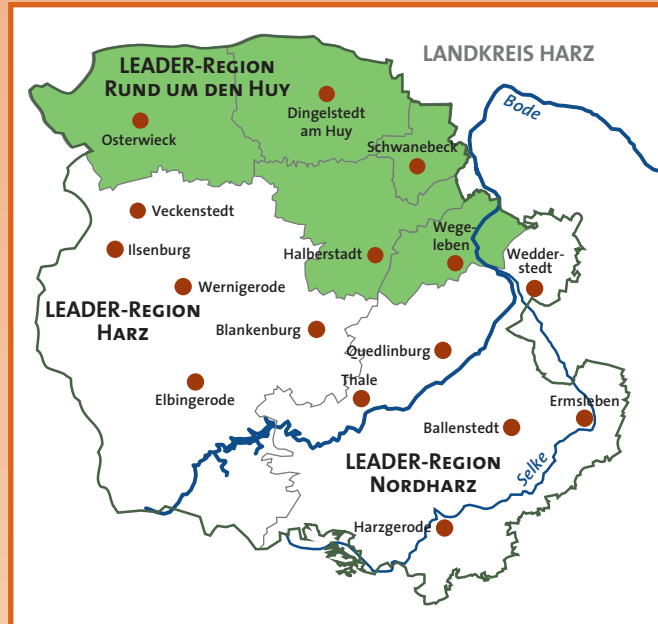 LANDKREIS HARZ
LEADER-REGION
RUND UM DEN HUY
Dingelstedt
am Huy
Bode
Osterwieck
Schwanebeck
Veckenstedt
Wege-
leben
Ilsenburg
Halberstadt
Wedder-
stedt
Wernigerode
LEADER-REGION
HARZ
Blankenburg
Quedlinburg
Thale
Elbingerode
Ermsleben
Ballenstedt
LEADER-REGION
NORDHARZ
Selke
Harzgerode